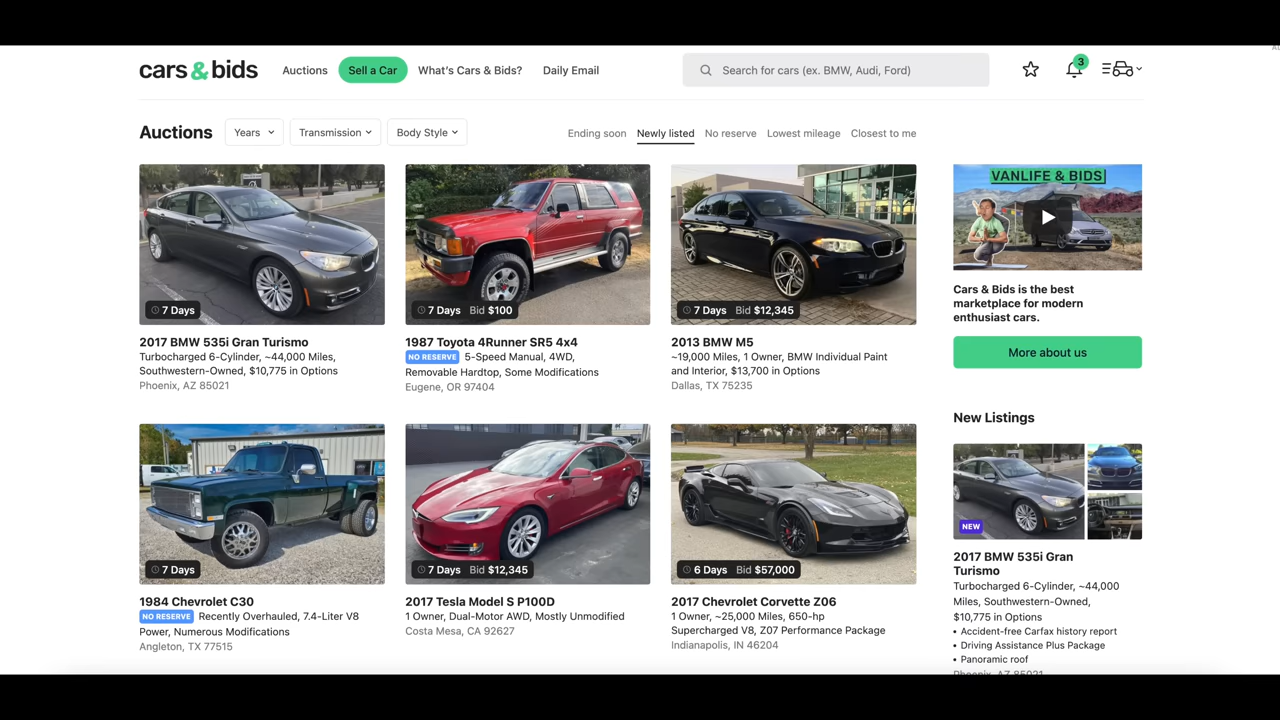 cars & bids
Auctions
Sell a Car
What's Cars & Bids?
Daily Email
Search for cars (ex. BMW, Audi, Ford)
3
Auctions
Years
Transmission
Body Style
Ending soon
Newly listed
No reserve
Lowest mileage
Closest to me
7 Days
2017 BMW 535i Gran Turismo
Turbocharged 6-Cylinder, ~44,000 Miles,
Southwestern-Owned, $10,775 in Options
Phoenix, AZ 85021
7 Days Bid $100
1987 Toyota 4Runner SR5 4x4
NO RESERVE 5-Speed Manual, 4WD,
Removable Hardtop, Some Modifications
Eugene, OR 97404
7 Days Bid $12,345
2013 BMW M5
~19,000 Miles, 1 Owner, BMW Individual Paint
and Interior, $13,700 in Options
Dallas, TX 75235
VANLIFE & BIDS
Cars & Bids is the best
marketplace for modern
enthusiast cars.
More about us
7 Days
1984 Chevrolet C30
NO RESERVE Recently Overhauled, 7.4-Liter V8
Power, Numerous Modifications
Angleton, TX 77515
7 Days Bid $12,345
2017 Tesla Model S P100D
1 Owner, Dual-Motor AWD, Mostly Unmodified
Costa Mesa, CA 92627
6 Days Bid $57,000
2017 Chevrolet Corvette Z06
1 Owner, ~25,000 Miles, 650-hp
Supercharged V8, Z07 Performance Package
Indianapolis, IN 46204
New Listings
NEW
2017 BMW 535i Gran
Turismo
Turbocharged 6-Cylinder, ~44,000
Miles, Southwestern-Owned,
$10,775 in Options
• Accident-free Carfax history report
• Driving Assistance Plus Package
• Panoramic roof
Phoenix, AZ 85021